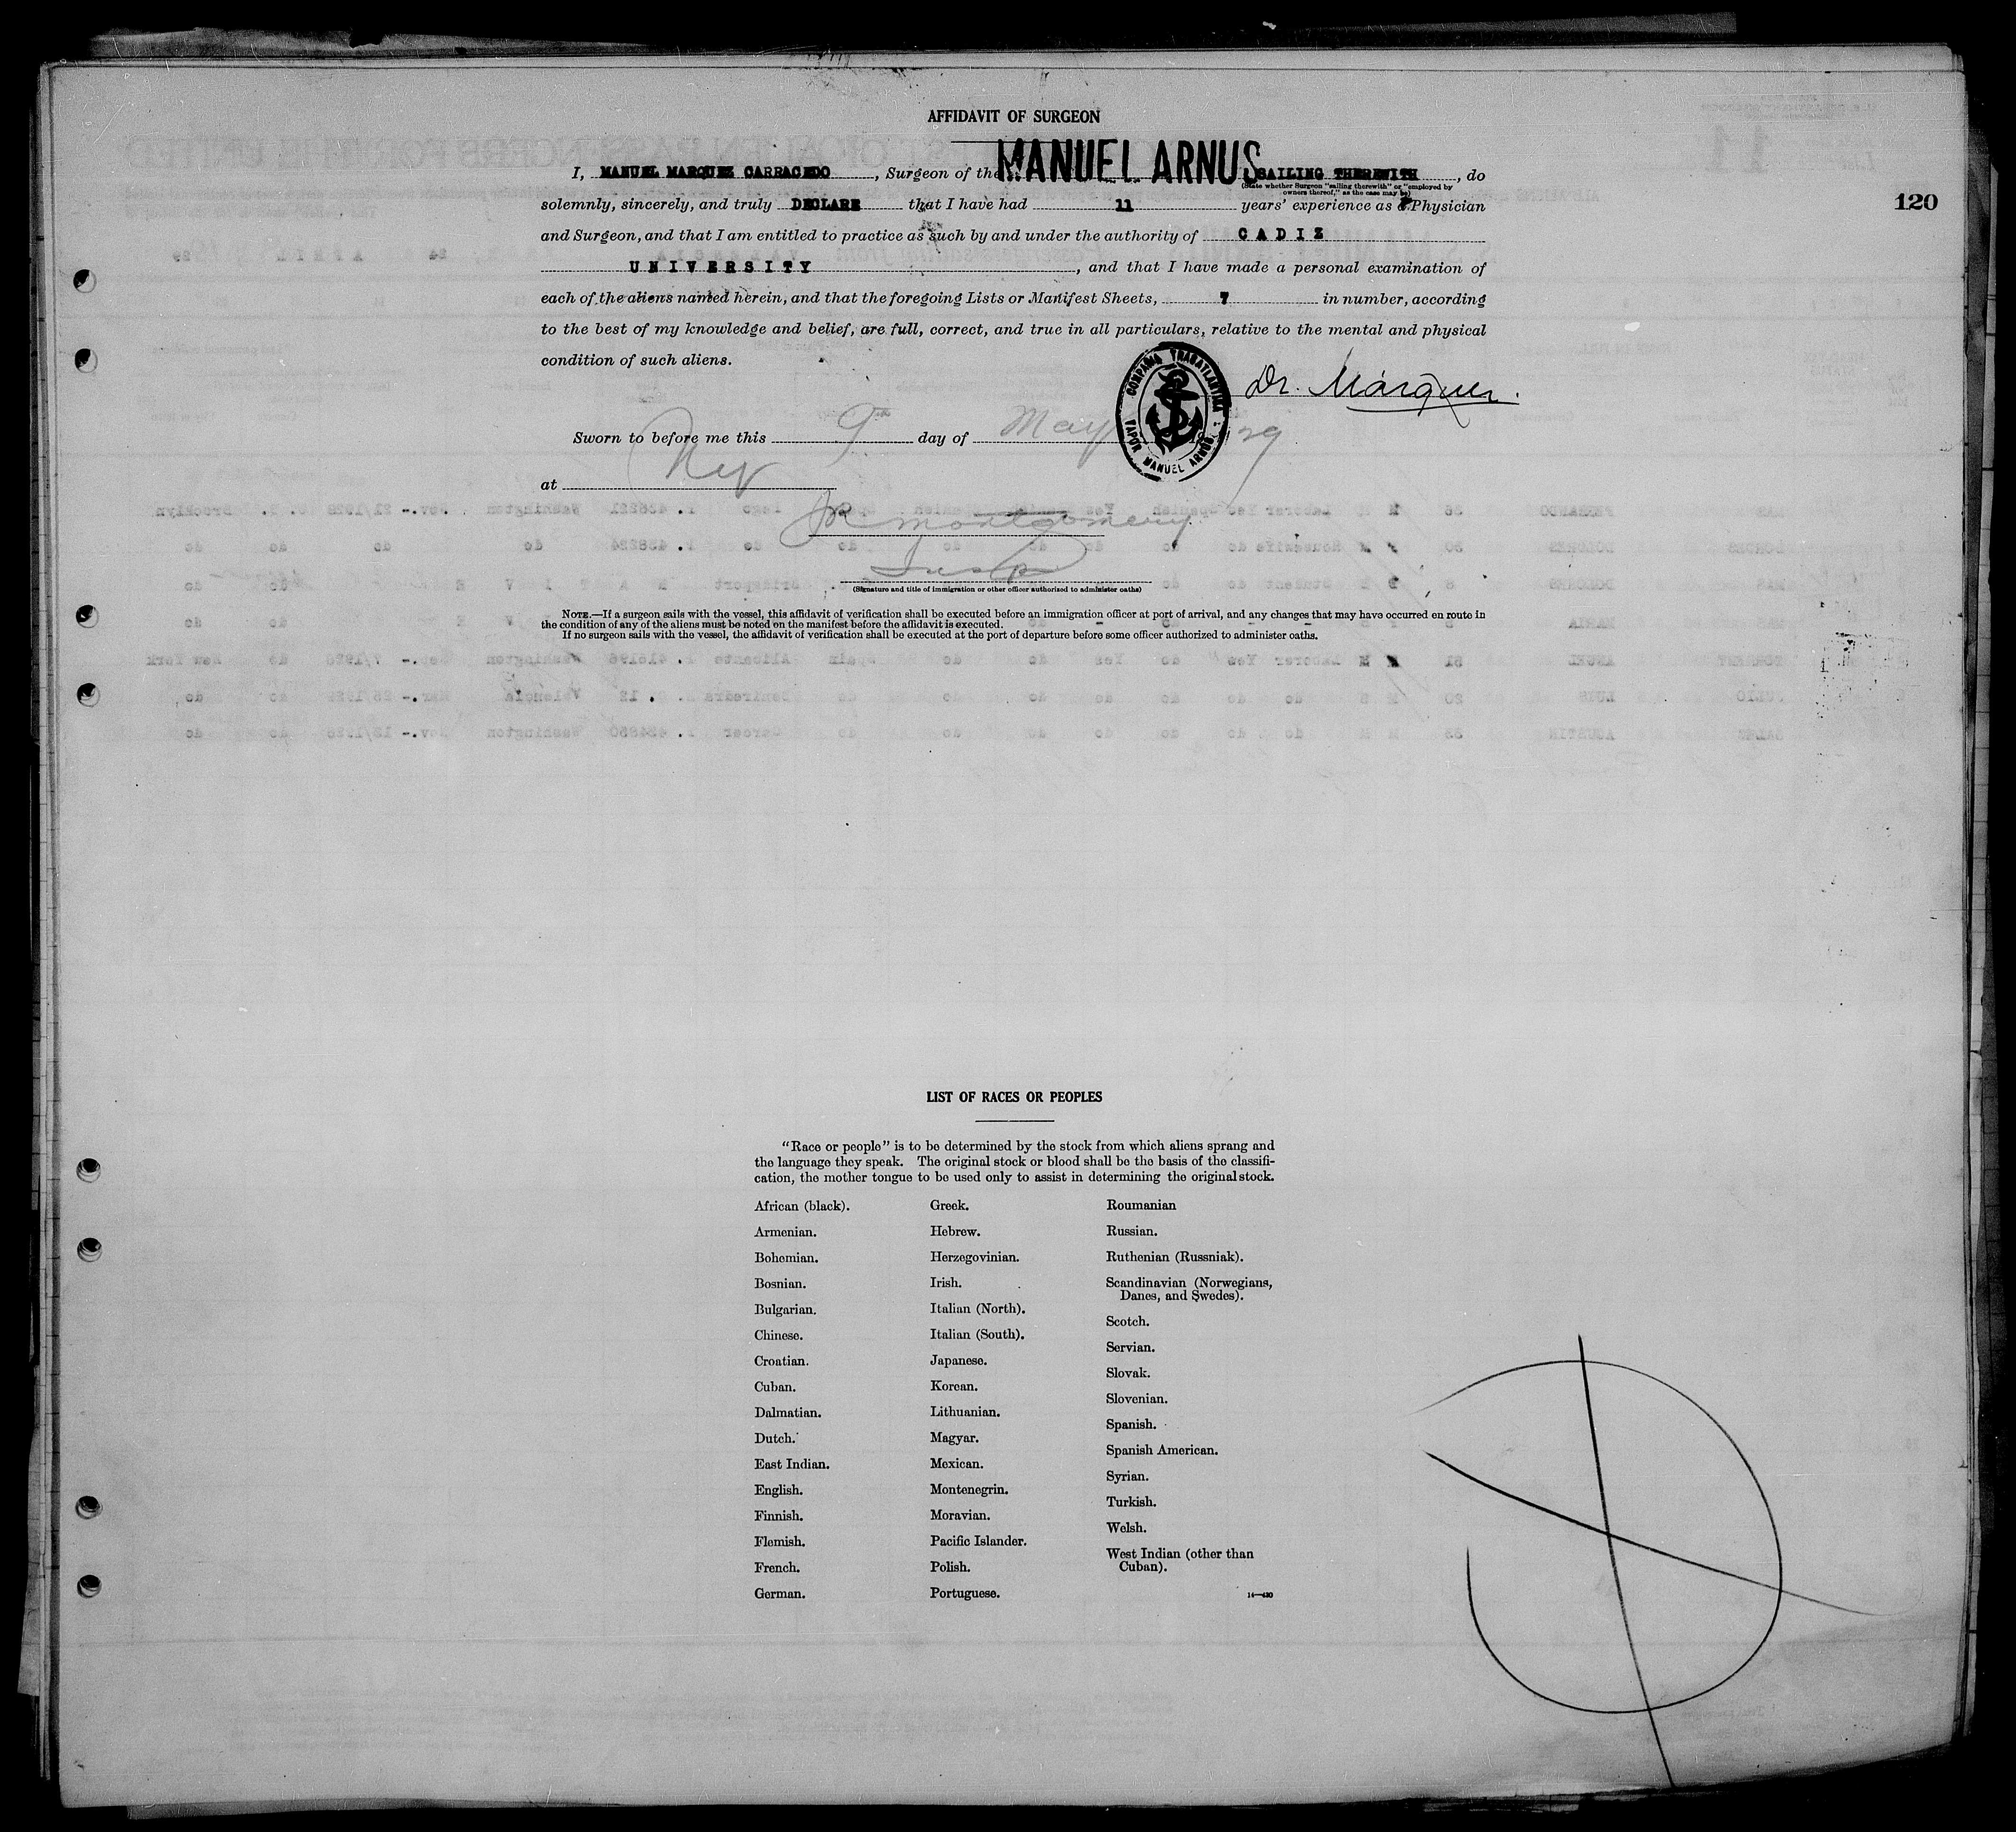 AFFIDAVIT OF SURGEON
I, MANUEL MARQUEZ CARRACEDO, Surgeon of the MANUEL ARNUS SAILING THEREWITH, do
(State whether Surgeon "sailing therewith" or "employed by
owners thereof," as the case may be)
120
solemnly, sincerely, and truly DECLARE that I have had 11 years' experience as a Physician
and Surgeon, and that I am entitled to practice as such by and under the authority of CADIZ
UNIVERSITY, and that I have made a personal examination of
each of the aliens named herein, and that the foregoing Lists or Manifest Sheets, 7 in number, according
to the best of my knowledge and belief, are full, correct, and true in all particulars, relative to the mental and physical
condition of such aliens.
COMPAÑIA TRASATLANTICA
VAPOR MANUEL ARNUS
Dr. Márquez.
Sworn to before me this 9th day of May 1929
at NY
JR Montgomery
Insp
(Signature and title of immigration or other officer authorized to administer oaths)
NOTE.—If a surgeon sails with the vessel, this affidavit of verification shall be executed before an immigration officer at port of arrival, and any changes that may have occurred en route in
the condition of any of the aliens must be noted on the manifest before the affidavit is executed.
If no surgeon sails with the vessel, the affidavit of verification shall be executed at the port of departure before some officer authorized to administer oaths.
LIST OF RACES OR PEOPLES
"Race or people" is to be determined by the stock from which aliens sprang and
the language they speak. The original stock or blood shall be the basis of the classifi-
cation, the mother tongue to be used only to assist in determining the original stock.
African (black).
Armenian.
Bohemian.
Bosnian.
Bulgarian.
Chinese.
Croatian.
Cuban.
Dalmatian.
Dutch.
East Indian.
English.
Finnish.
Flemish.
French.
German.
Greek.
Hebrew.
Herzegovinian.
Irish.
Italian (North).
Italian (South).
Japanese.
Korean.
Lithuanian.
Magyar.
Mexican.
Montenegrin.
Moravian.
Pacific Islander.
Polish.
Portuguese.
Roumanian
Russian.
Ruthenian (Russniak).
Scandinavian (Norwegians,
Danes, and Swedes).
Scotch.
Servian.
Slovak.
Slovenian.
Spanish.
Spanish American.
Syrian.
Turkish.
Welsh.
West Indian (other than
Cuban).
14—430